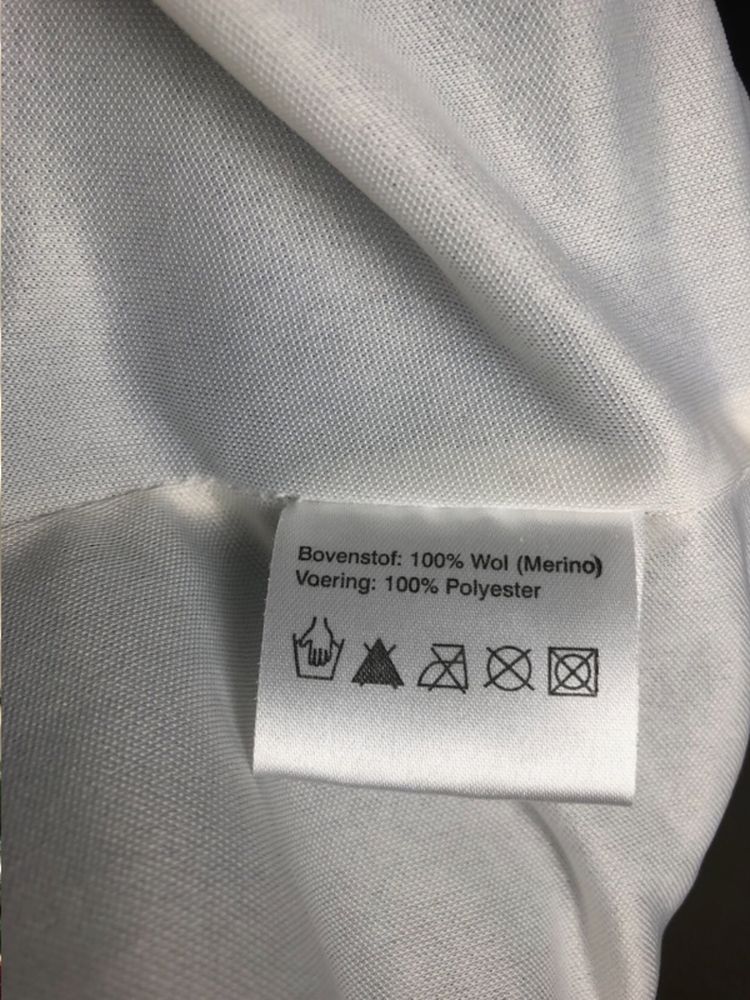 Bovenstof: 100% Wol (Merino)
Voering: 100% Polyester